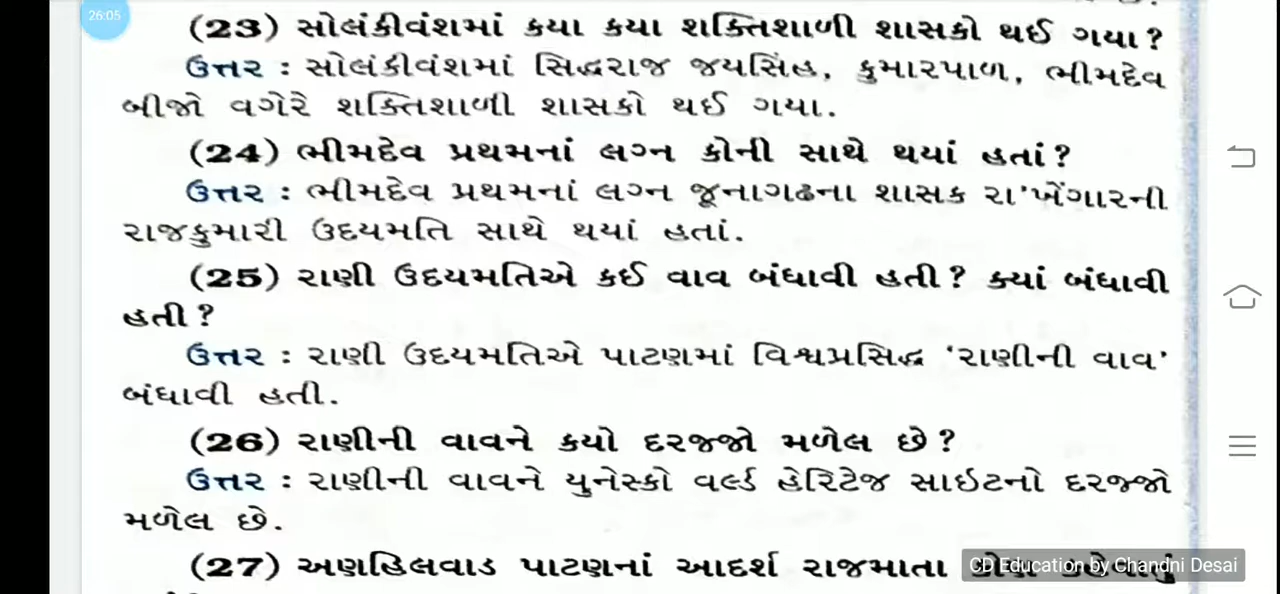 26:05
(23) સોલંકીવંશમાં કયા કયા શક્તિશાળી શાસકો થઈ ગયા?
ઉત્તર : સોલંકીવંશમાં સિદ્ધરાજ જયસિંહ, કુમારપાળ, ભીમદેવ
બીજો વગેરે શક્તિશાળી શાસકો થઈ ગયા.
(24) ભીમદેવ પ્રથમનાં લગ્ન કોની સાથે થયાં હતાં?
ઉત્તર : ભીમદેવ પ્રથમનાં લગ્ન જૂનાગઢના શાસક રા'ખેંગારની
રાજકુમારી ઉદયમતિ સાથે થયાં હતાં.
(25) રાણી ઉદયમતિએ કઈ વાવ બંધાવી હતી? ક્યાં બંધાવી
હતી?
ઉત્તર : રાણી ઉદયમતિએ પાટણમાં વિશ્વપ્રસિદ્ધ 'રાણીની વાવ'
બંધાવી હતી.
(26) રાણીની વાવને કયો દરજ્જો મળેલ છે?
ઉત્તર : રાણીની વાવને યુનેસ્કો વર્લ્ડ હેરિટેજ સાઇટનો દરજ્જો
મળેલ છે.
(27) અણહિલવાડ પાટણનાં આદર્શ રાજમાતા
CD Education by Chandni Desai